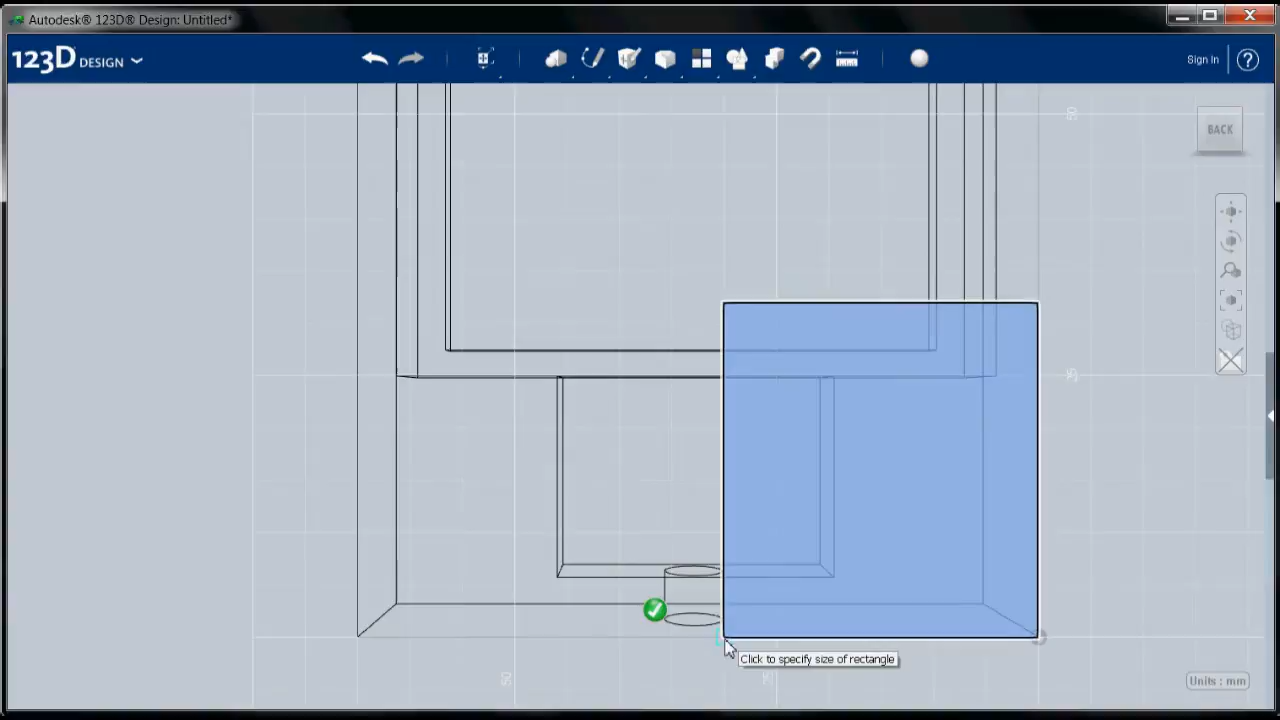 Autodesk® 123D® Design: Untitled*
123D DESIGN
Sign In
?
BACK
Click to specify size of rectangle
Units : mm